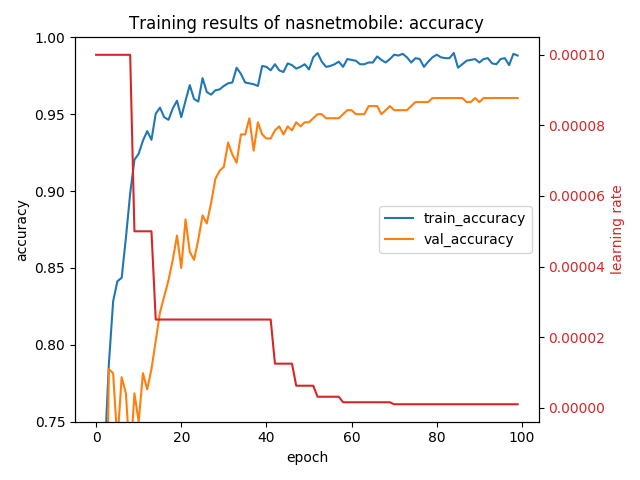 Training results of nasnetmobile: accuracy
1.00
0.95
0.90
0.85
0.80
0.75
accuracy
0.00010
0.00008
0.00006
0.00004
0.00002
0.00000
learning rate
train_accuracy
val_accuracy
0 20 40 60 80 100
epoch